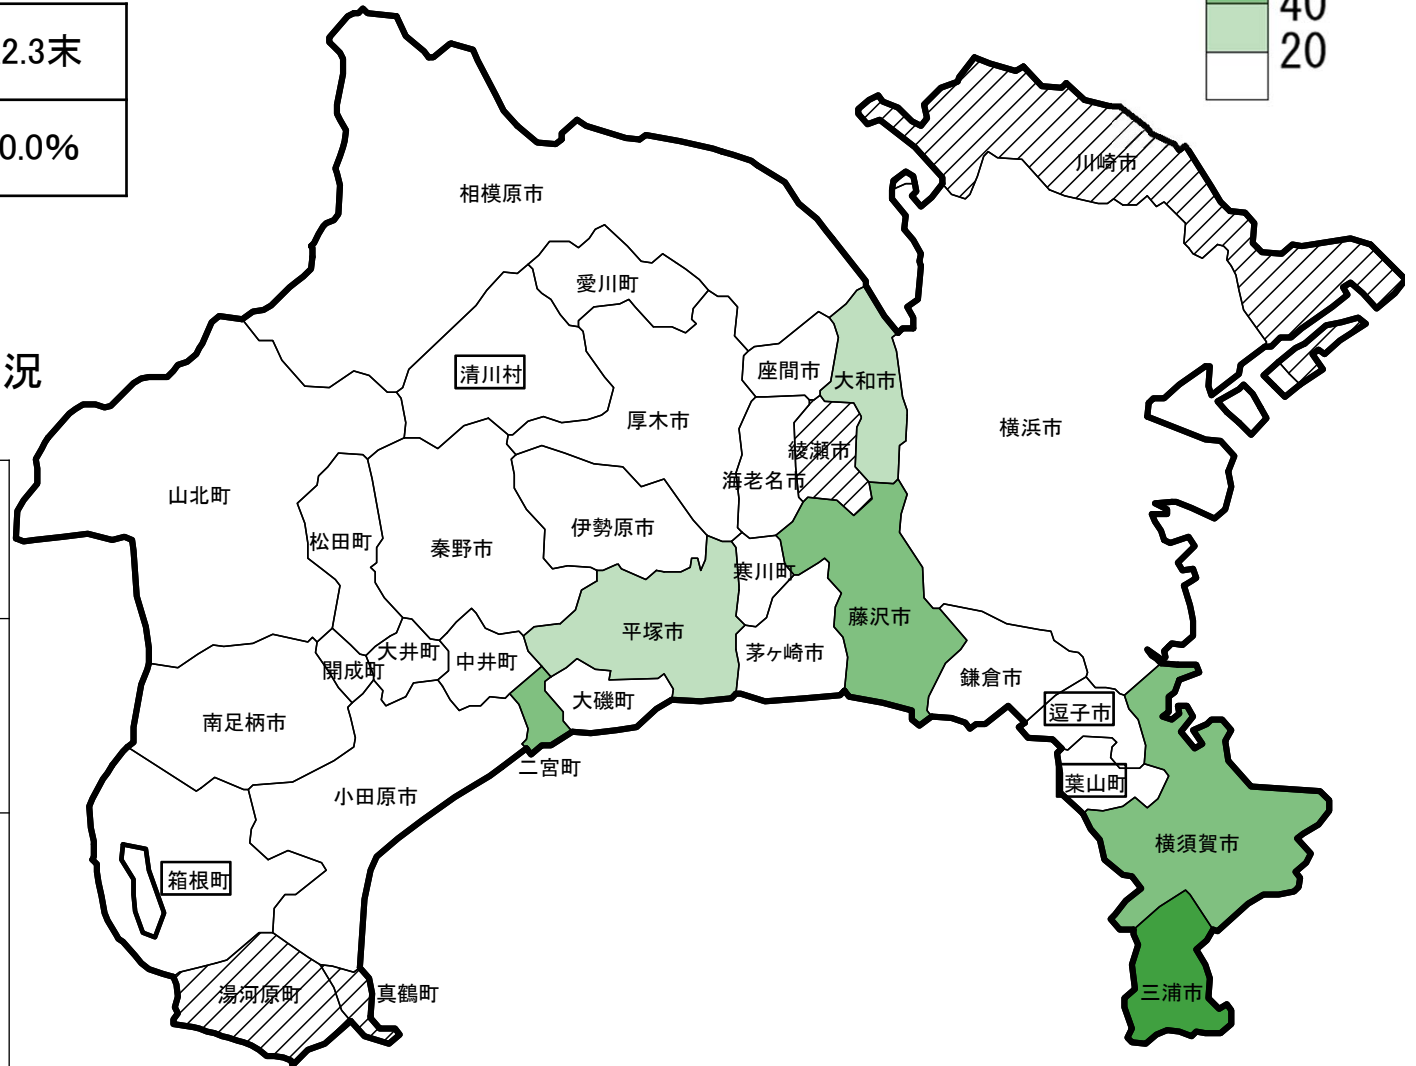 2.3末
0.0%
40
20
況
川崎市
相模原市
愛川町
清川村
座間市
大和市
厚木市
横浜市
綾瀬市
海老名市
山北町
伊勢原市
松田町
秦野市
寒川町
藤沢市
平塚市
大井町
茅ヶ崎市
中井町
開成町
鎌倉市
大磯町
逗子市
南足柄市
二宮町
葉山町
小田原市
横須賀市
箱根町
三浦市
湯河原町
真鶴町